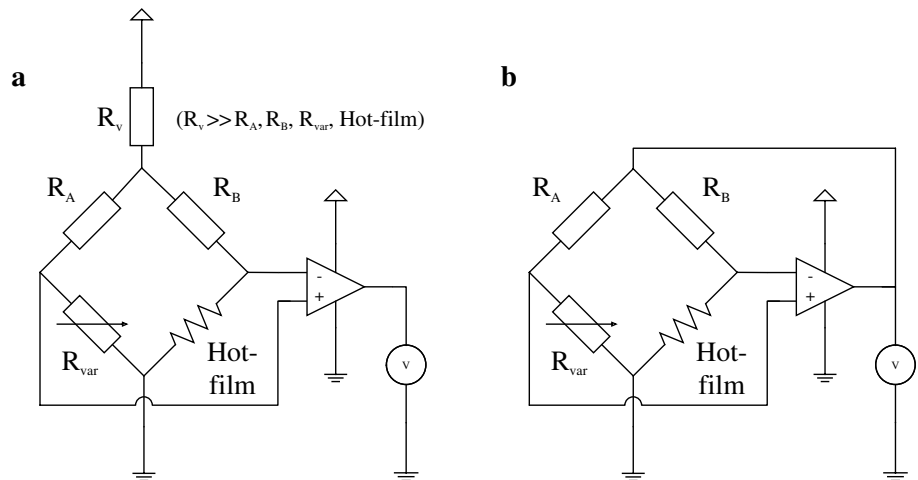 a
R_v
(R_v>>R_A, R_B, R_var, Hot-film)
R_A
R_B
-
+
R_var
Hot-
film
V
b
R_A
R_B
-
+
R_var
Hot-
film
V